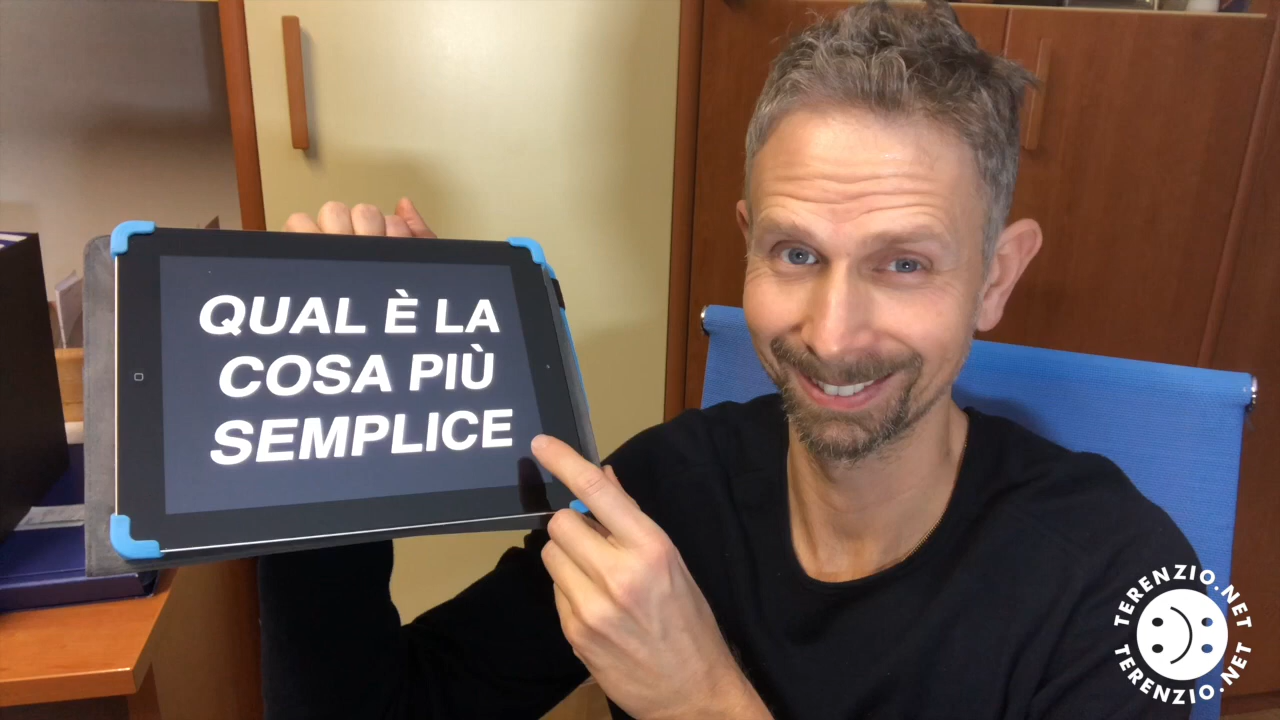 QUAL È LA
COSA PIÙ
SEMPLICE
TERENZIO.NET
TERENZIO.NET